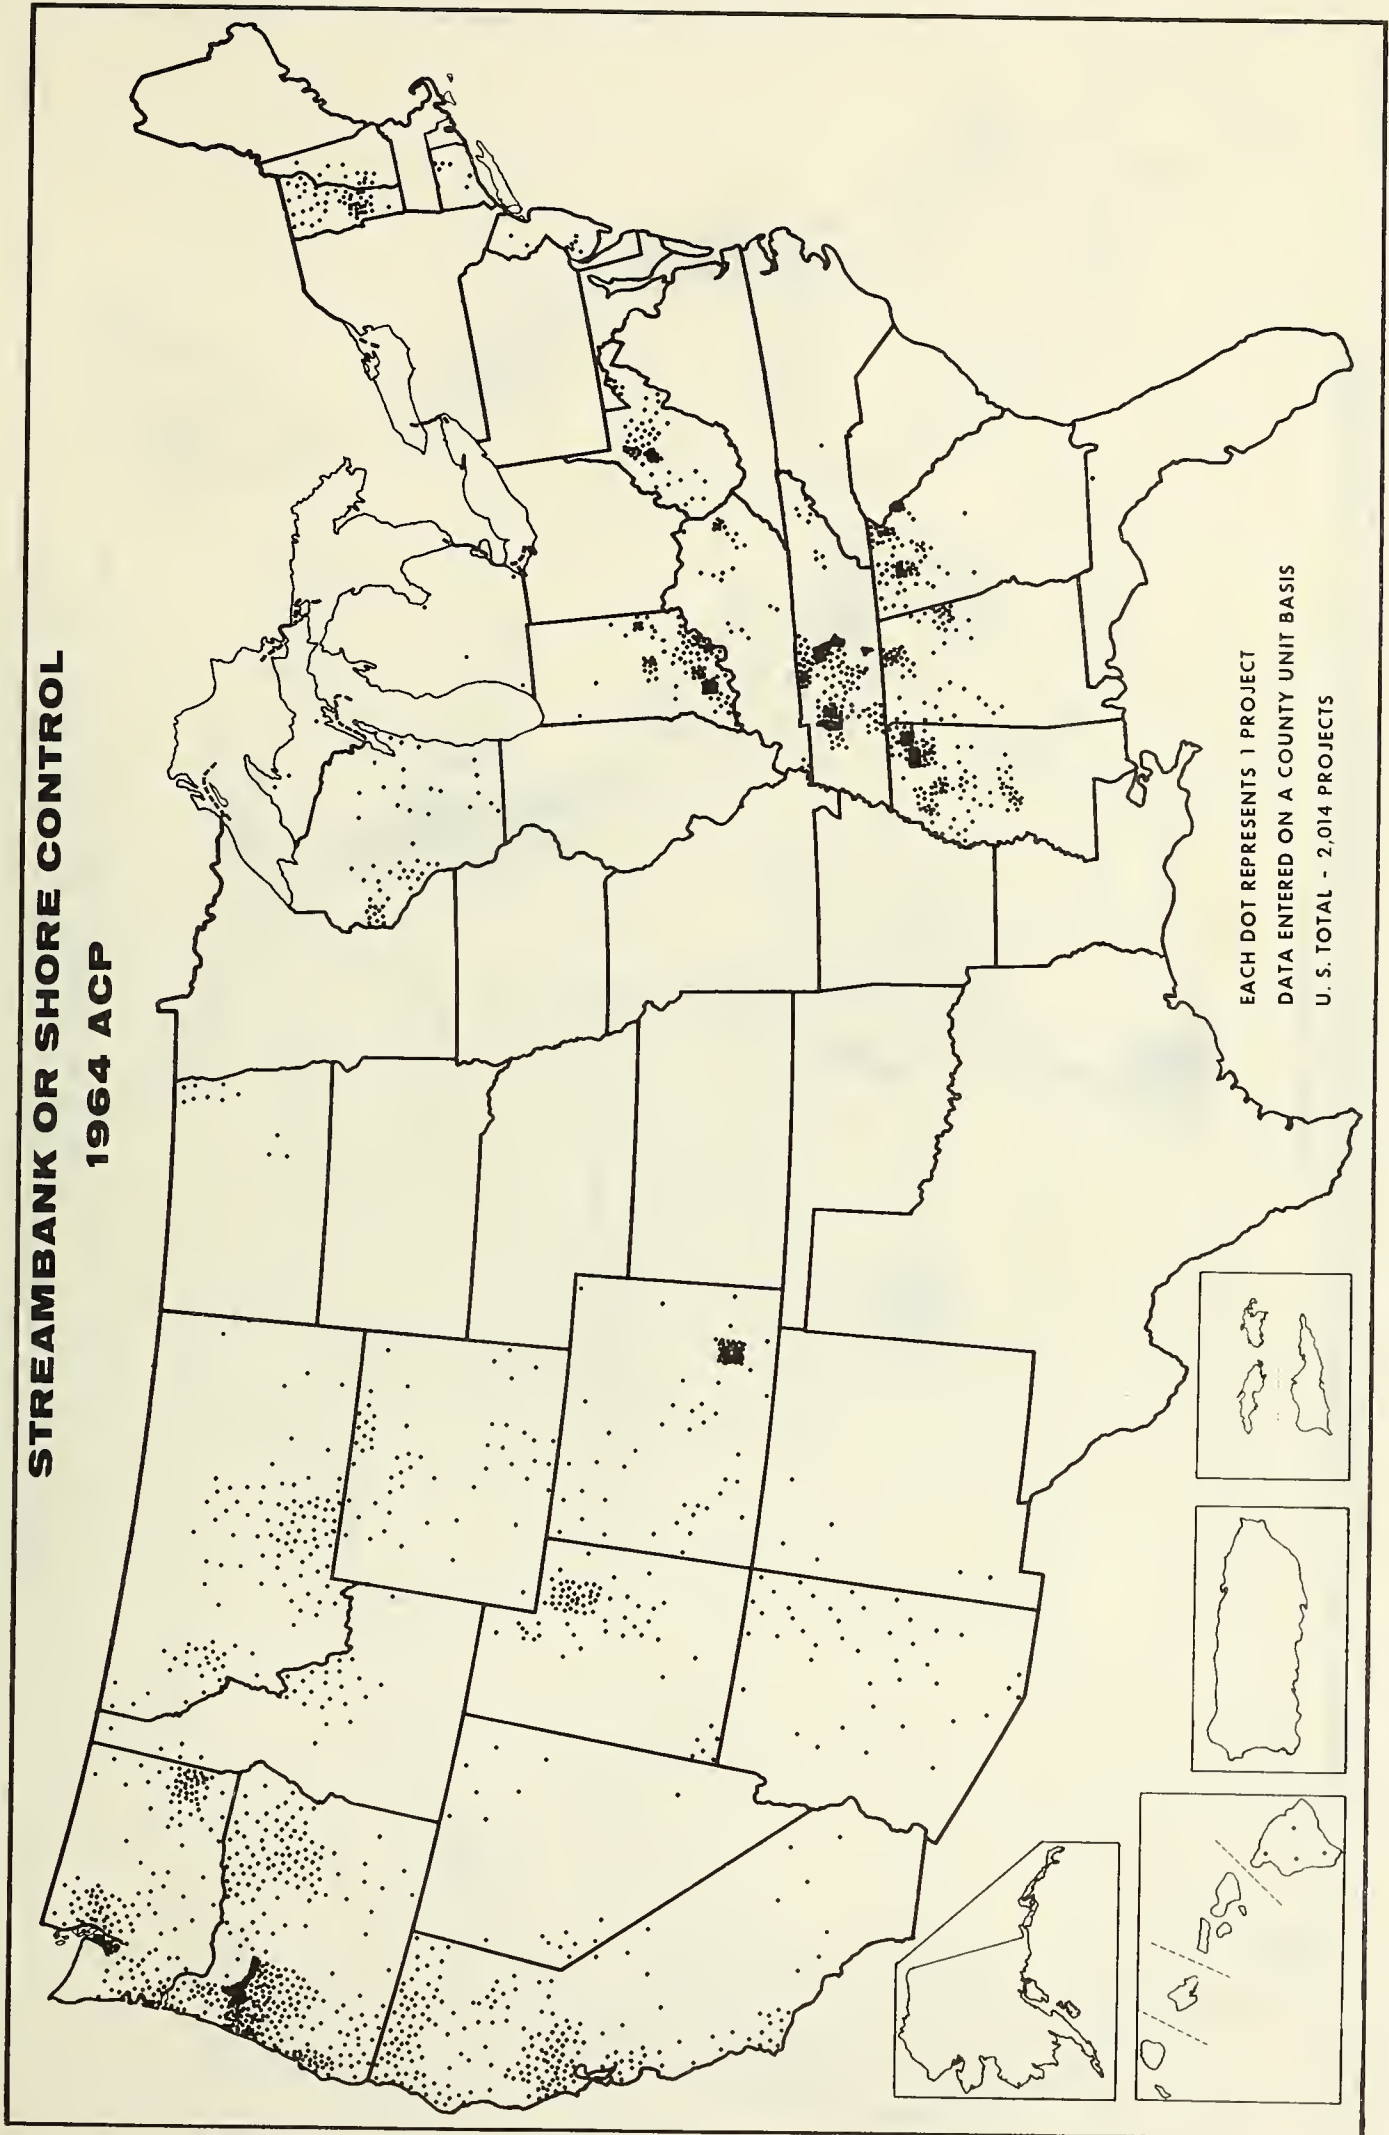 STREAMBANK OR SHORE CONTROL
1964 ACP
EACH DOT REPRESENTS 1 PROJECT
DATA ENTERED ON A COUNTY UNIT BASIS
U. S. TOTAL - 2,014 PROJECTS